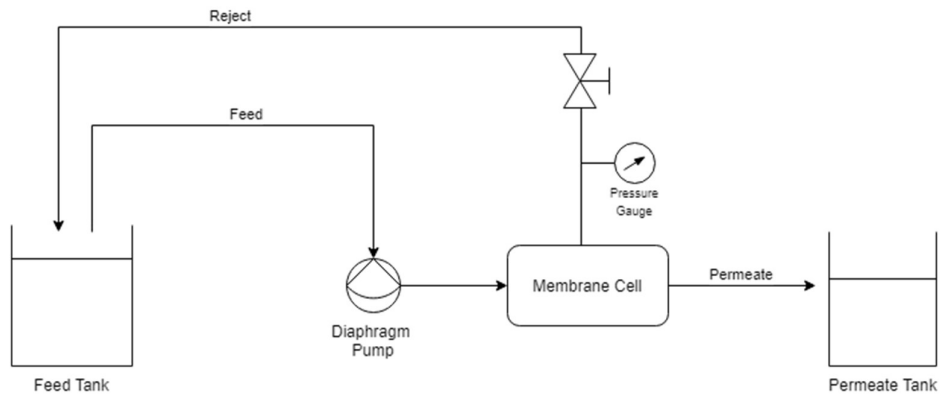 Reject
Feed
Pressure
Gauge
Membrane Cell
Permeate
Diaphragm
Pump
Feed Tank
Permeate Tank